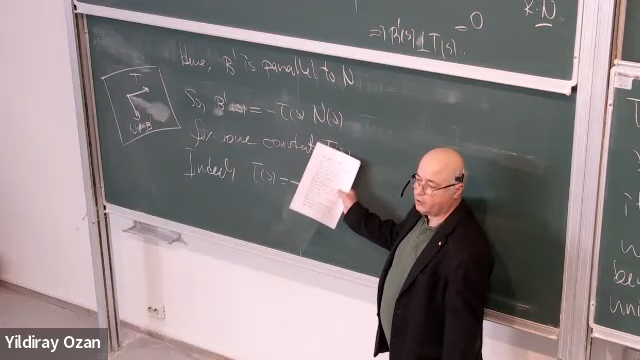 K·N
= 0
=> B'(s) ⊥ T(s).
Hence, B' is parallel to N.
So, B'(s) = -τ(s) N(s)
for some constant τ(s)
Indeed, τ(s) = -
T
N
B
Yildiray Ozan